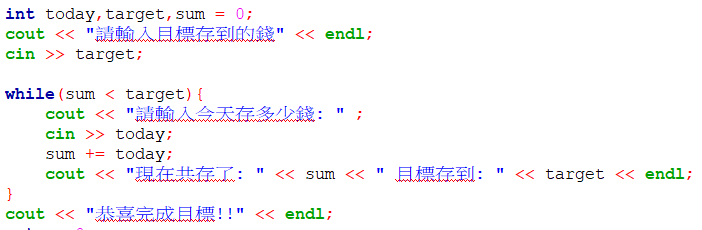 int today,target,sum = 0;
cout << "請輸入目標存到的錢" << endl;
cin >> target;
while(sum < target){
cout << "請輸入今天存多少錢: " ;
cin >> today;
sum += today;
cout << "現在共存了: " << sum << " 目標存到: " << target << endl;
}
cout << "恭喜完成目標!!" << endl;